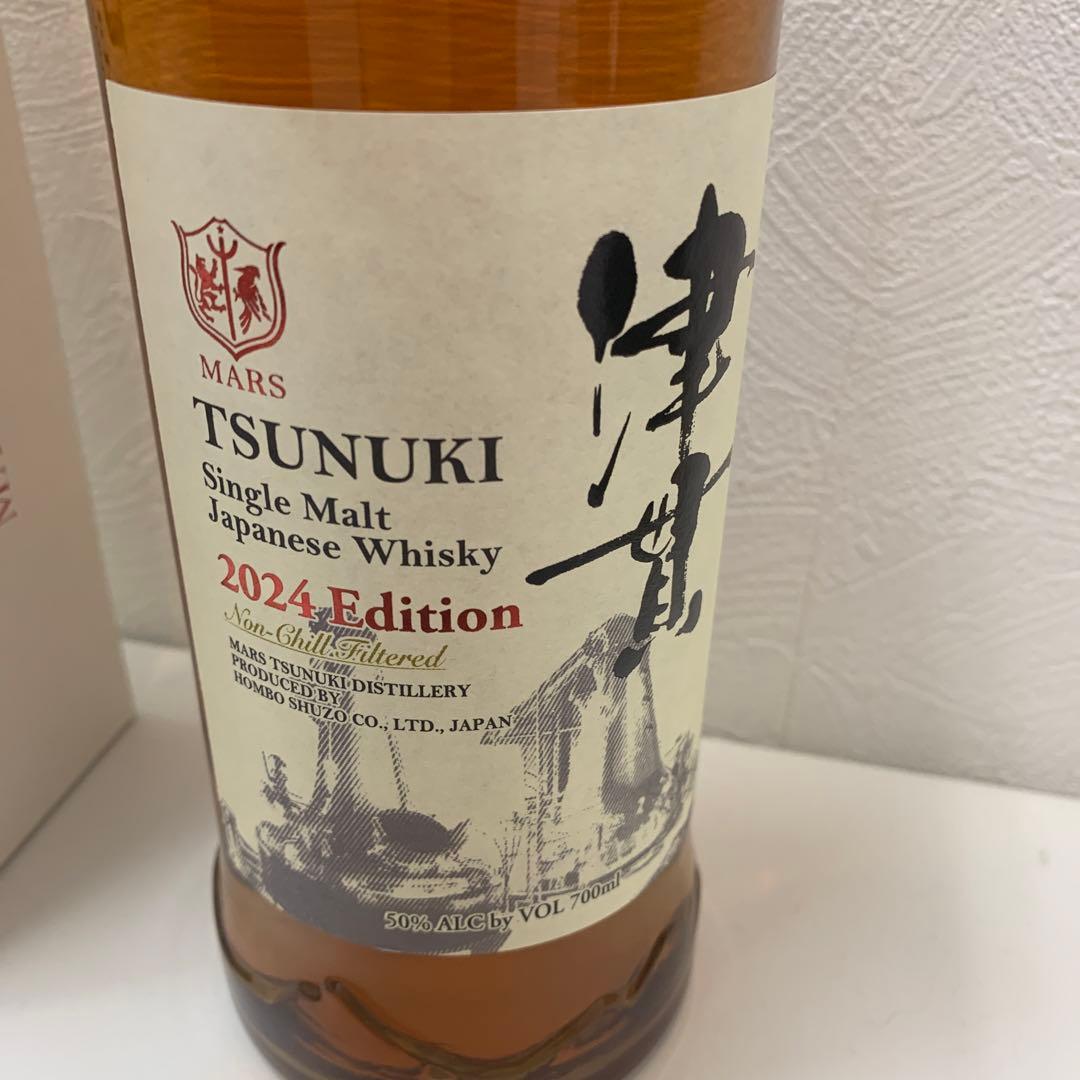 MARS
TSUNUKI
Single Malt
Japanese Whisky
2024 Edition
Non-Chill Filtered
MARS TSUNUKI DISTILLERY
PRODUCED BY
HOMBO SHUZO CO., LTD., JAPAN
50% ALC by VOL 700ml
津貫